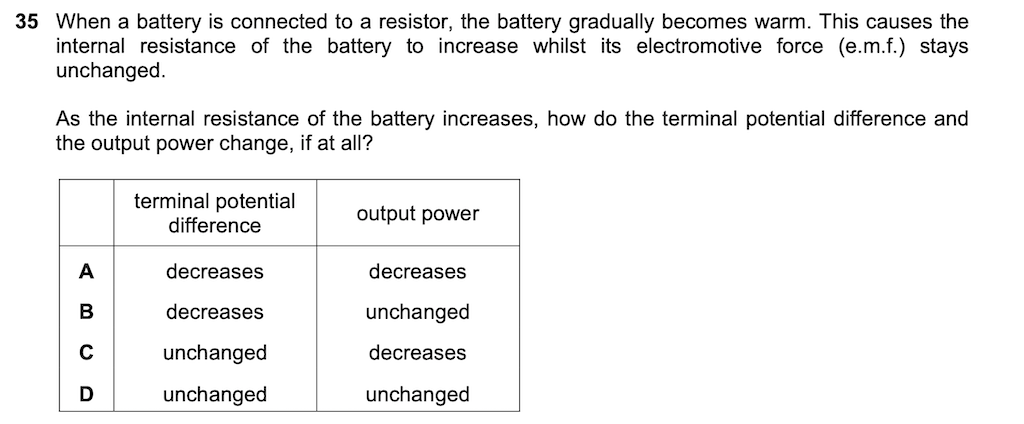 35 When a battery is connected to a resistor, the battery gradually becomes warm. This causes the
internal resistance of the battery to increase whilst its electromotive force (e.m.f.) stays
unchanged.
As the internal resistance of the battery increases, how do the terminal potential difference and
the output power change, if at all?
terminal potential
difference
output power
A decreases decreases
B decreases unchanged
C unchanged decreases
D unchanged unchanged